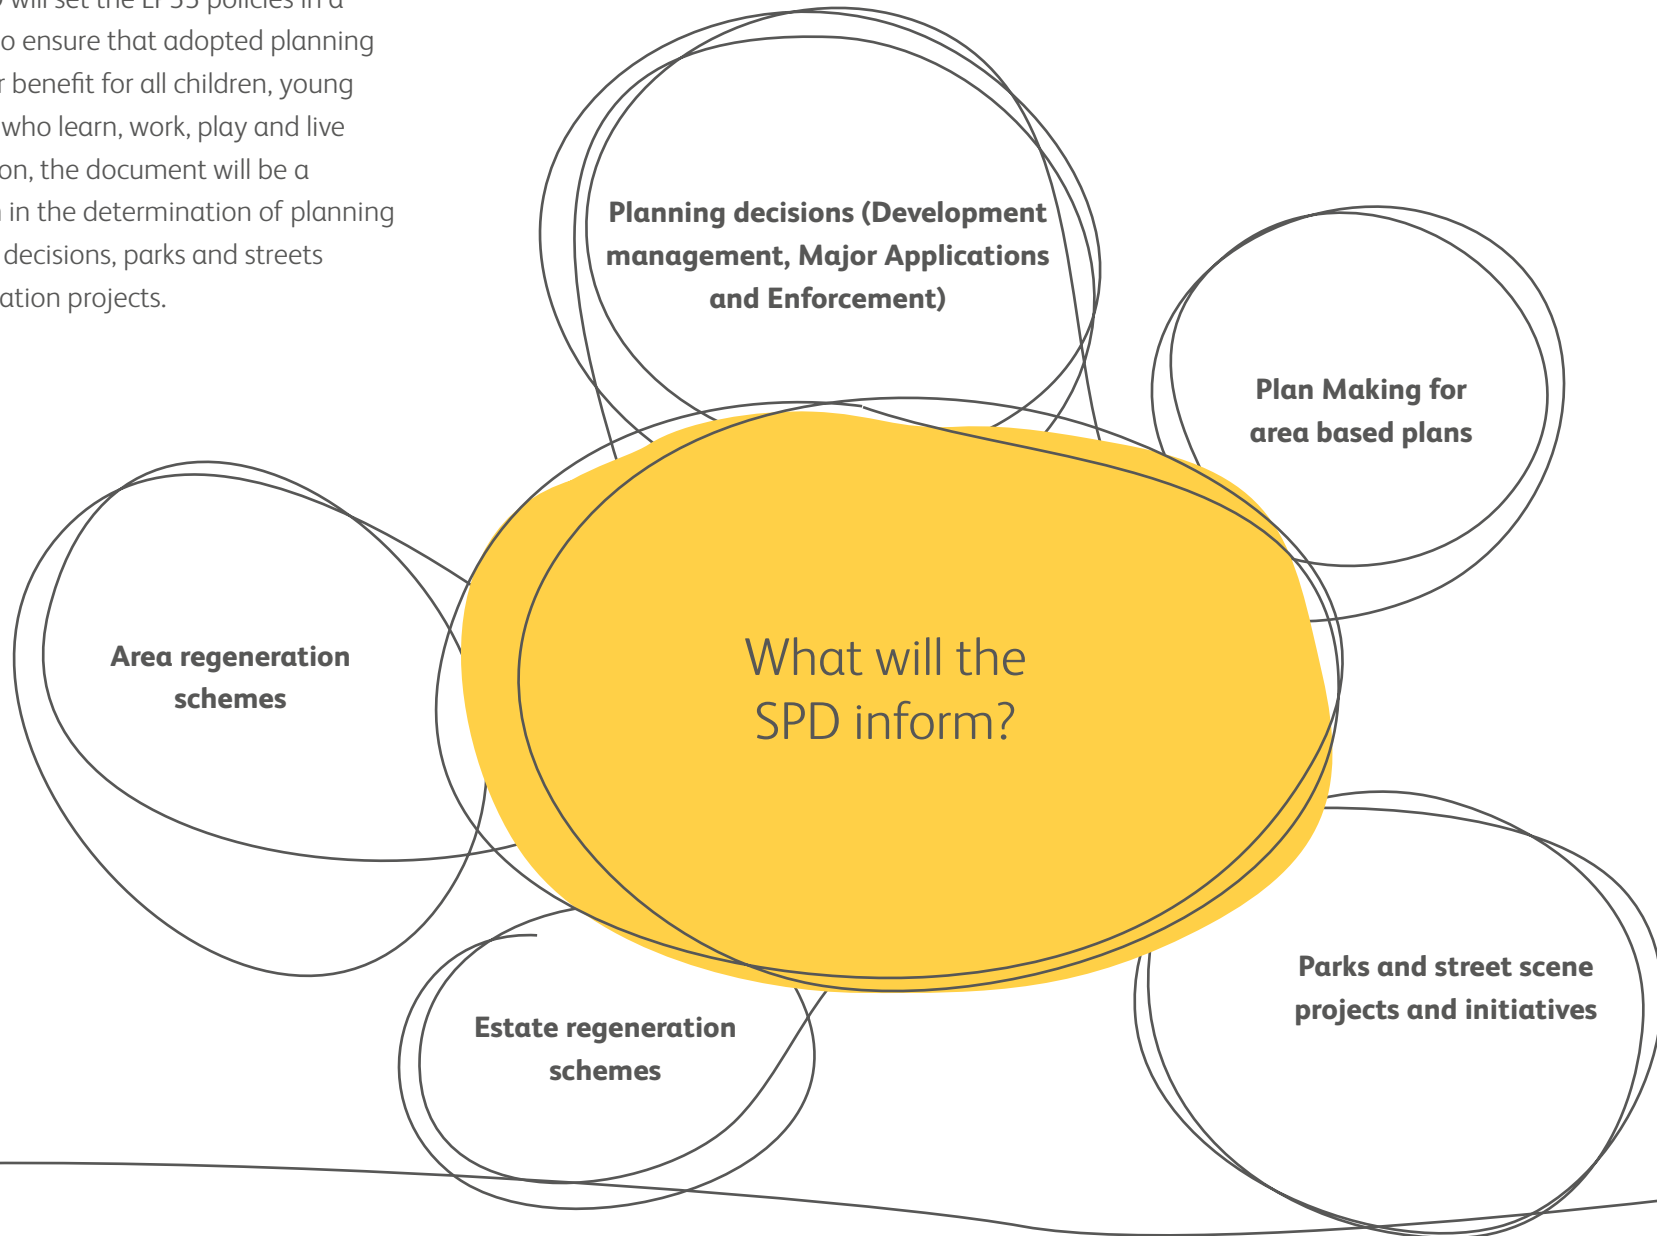 will set the LP33 policies in a
o ensure that adopted planning
benefit for all children, young
who learn, work, play and live
on, the document will be a
in the determination of planning
decisions, parks and streets
ation projects.
Planning decisions (Development
management, Major Applications
and Enforcement)
Plan Making for
area based plans
Area regeneration
schemes
What will the
SPD inform?
Parks and street scene
projects and initiatives
Estate regeneration
schemes